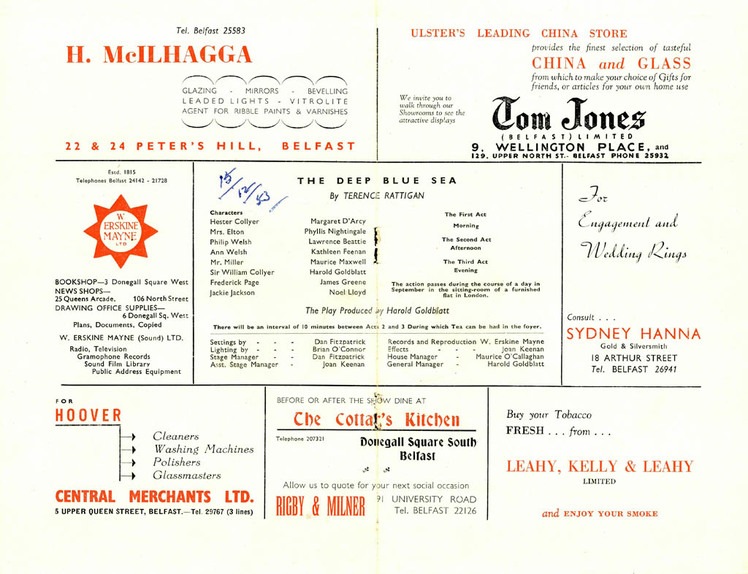 Tel. Belfast 25583
H. McILHAGGA
GLAZING - MIRRORS - BEVELLING
LEADED LIGHTS - VITROLITE
AGENT FOR RIBBLE PAINTS & VARNISHES
22 & 24 PETER'S HILL, BELFAST
ULSTER'S LEADING CHINA STORE
provides the finest selection of tasteful
CHINA and GLASS
from which to make your choice of Gifts for
friends, or articles for your own home use
We invite you to
walk through our
Showrooms to see the
attractive displays
Tom Jones
(BELFAST) LIMITED
9, WELLINGTON PLACE, and
129, UPPER NORTH ST. - BELFAST PHONE 25932
Estd. 1815
Telephones Belfast 24142 - 21728
W.
ERSKINE
MAYNE
LTD.
BOOKSHOP—3 Donegall Square West
NEWS SHOPS—
25 Queens Arcade, 106 North Street
DRAWING OFFICE SUPPLIES—
6 Donegall Sq. West
Plans, Documents, Copied
W. ERSKINE MAYNE (Sound) LTD.
Radio, Television
Gramophone Records
Sound Film Library
Public Address Equipment
15/12/53
THE DEEP BLUE SEA
By TERENCE RATTIGAN
Characters
Hester Collyer Margaret D'Arcy
Mrs. Elton Phyllis Nightingale
Philip Welsh Lawrence Beattie
Ann Welsh Kathleen Feenan
Mr. Miller Maurice Maxwell
Sir William Collyer Harold Goldblatt
Frederick Page James Greene
Jackie Jackson Noel Lloyd
The First Act
Morning
The Second Act
Afternoon
The Third Act
Evening
The action passes during the course of a day in
September in the sitting-room of a furnished
flat in London.
The Play Produced by Harold Goldblatt
There will be an interval of 10 minutes between Acts 2 and 3 During which Tea can be had in the foyer.
Settings by - - - Dan Fitzpatrick
Lighting by - - - Brian O'Connor
Stage Manager - - Dan Fitzpatrick
Asst. Stage Manager - Joan Keenan
Records and Reproduction W. Erskine Mayne
Effects - - - Joan Keenan
House Manager - Maurice O'Callaghan
General Manager - Harold Goldblatt
For
Engagement and
Wedding Rings
Consult . . .
SYDNEY HANNA
Gold & Silversmith
18 ARTHUR STREET
Tel. BELFAST 26941
FOR
HOOVER
Cleaners
Washing Machines
Polishers
Glassmasters
CENTRAL MERCHANTS LTD.
5 UPPER QUEEN STREET, BELFAST.—Tel. 29767 (3 lines)
BEFORE OR AFTER THE SHOW DINE AT
The Cottar's Kitchen
Telephone 207321
Donegall Square South
Belfast
Allow us to quote for your next social occasion
RIGBY & MILNER
91 UNIVERSITY ROAD
Tel. BELFAST 22126
Buy your Tobacco
FRESH . . . from . . .
LEAHY, KELLY & LEAHY
LIMITED
and ENJOY YOUR SMOKE